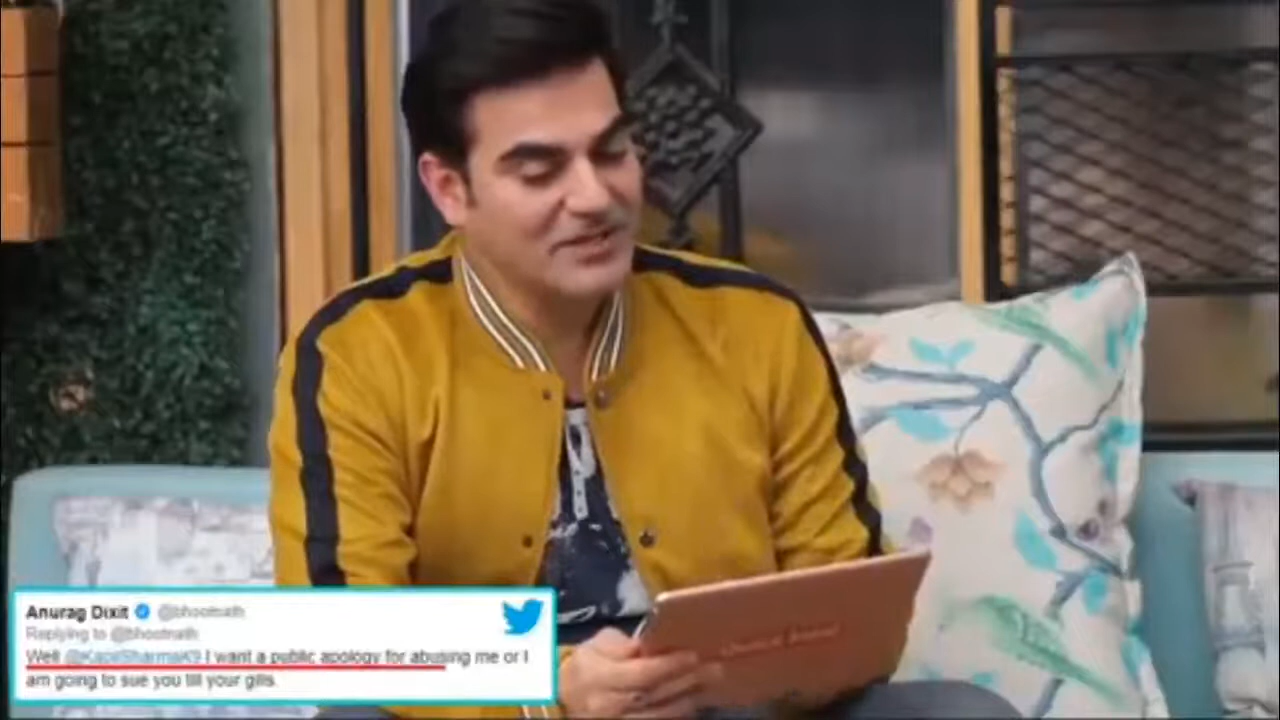 Anurag Dixit @bhootnath
Replying to @bhootnath
Well @KapilSharmaK9 I want a public apology for abusing me or I
am going to sue you till your gills.